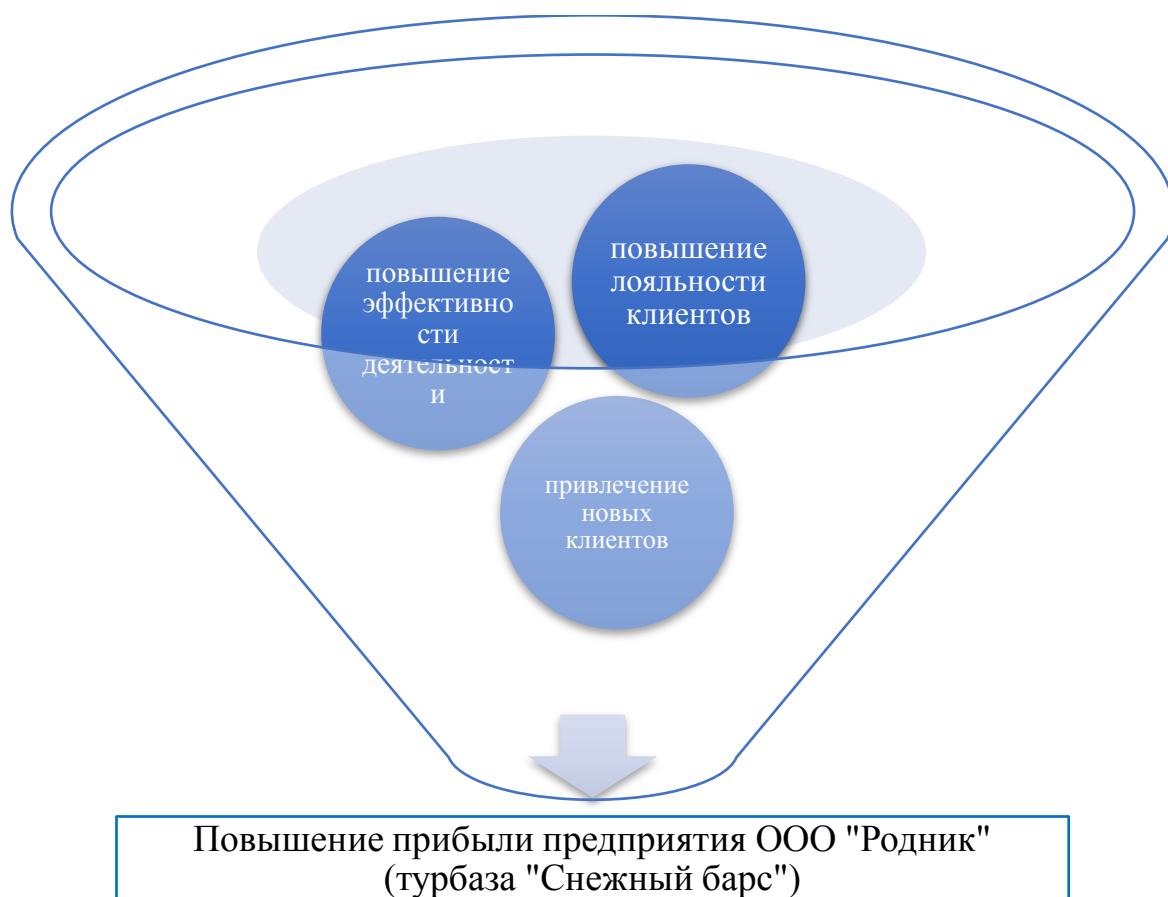 повышение
эффективно
сти
деятельност
и
повышение
лояльности
клиентов
привлечение
новых
клиентов
Повышение прибыли предприятия ООО "Родник"
(турбаза "Снежный барс")